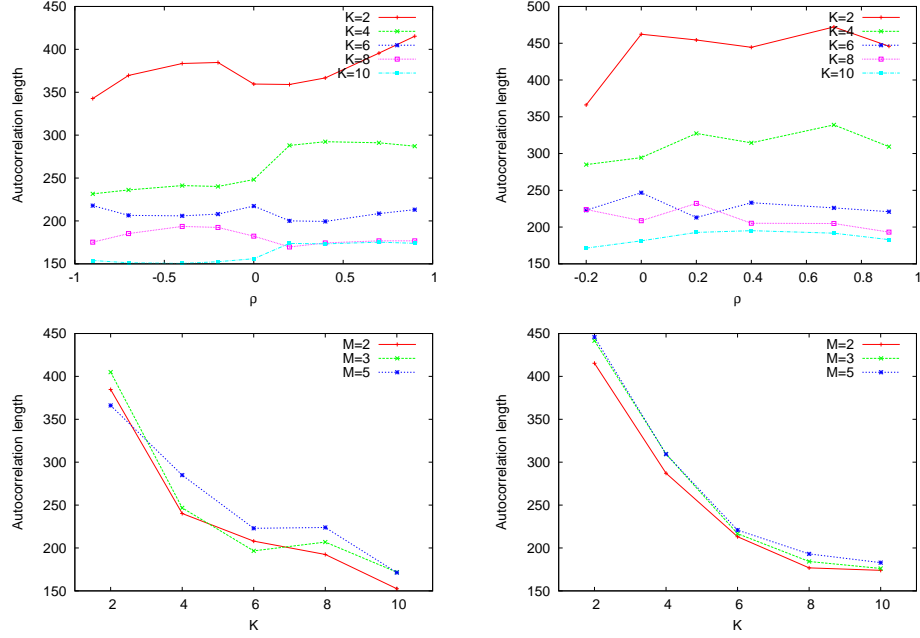 450
400
350
300
250
200
150
-1
-0.5
0
0.5
1
Autocorrelation length
ρ
K=2
K=4
K=6
K=8
K=10
500
450
400
350
300
250
200
150
-0.2
0
0.2
0.4
0.6
0.8
1
Autocorrelation length
ρ
K=2
K=4
K=6
K=8
K=10
450
400
350
300
250
200
150
2
4
6
8
10
Autocorrelation length
K
M=2
M=3
M=5
450
400
350
300
250
200
150
2
4
6
8
10
Autocorrelation length
K
M=2
M=3
M=5